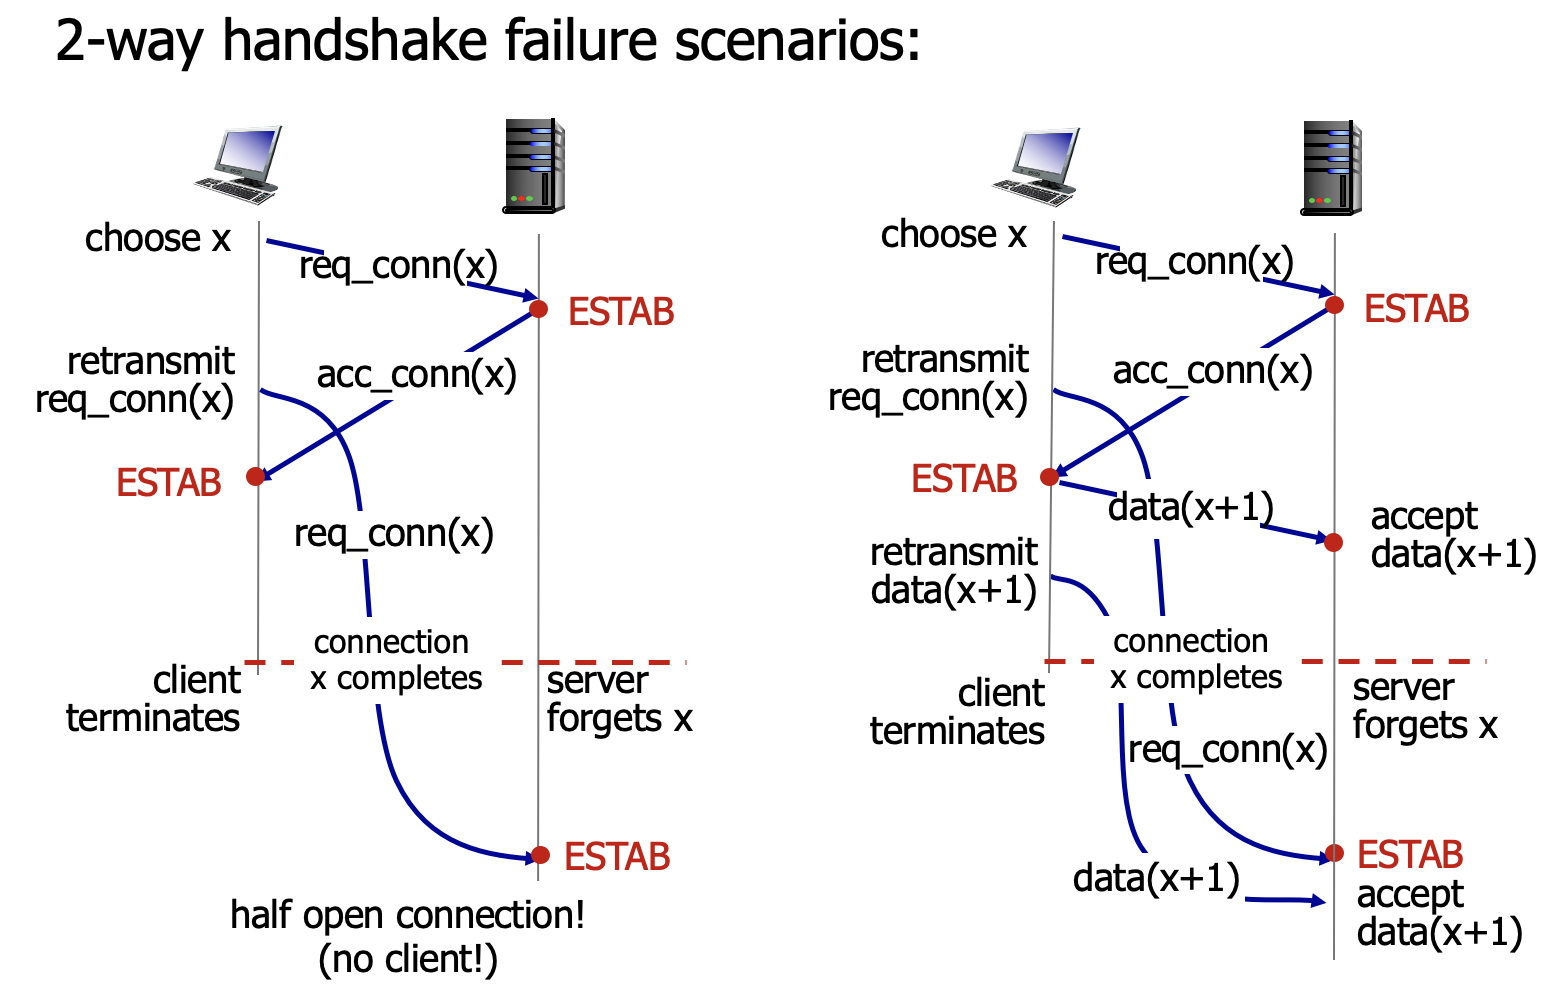 2-way handshake failure scenarios:
choose x
req_conn(x)
ESTAB
retransmit
req_conn(x)
acc_conn(x)
ESTAB
req_conn(x)
connection
x completes
client
terminates
server
forgets x
ESTAB
half open connection!
(no client!)
choose x
req_conn(x)
ESTAB
retransmit
req_conn(x)
acc_conn(x)
ESTAB
data(x+1)
accept
data(x+1)
retransmit
data(x+1)
connection
x completes
client
terminates
server
forgets x
req_conn(x)
ESTAB
data(x+1)
accept
data(x+1)